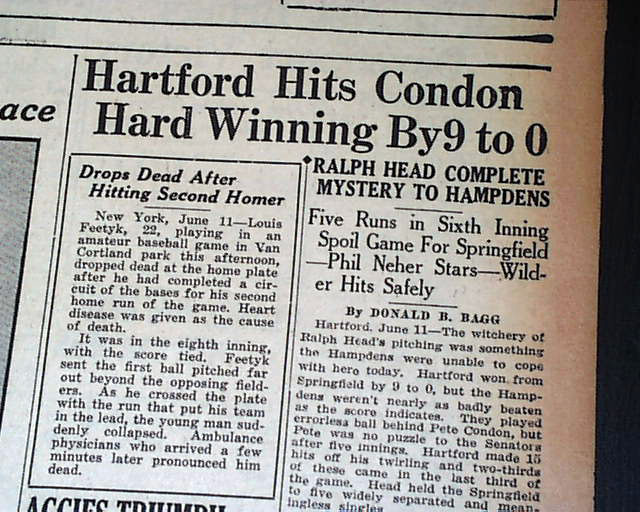 ace
Hartford Hits Condon
Hard Winning By 9 to 0
Drops Dead After
Hitting Second Homer
New York, June 11—Louis
Feetyk, 22, playing in an
amateur baseball game in Van
Cortland park this afternoon,
dropped dead at the home plate
after he had completed a cir-
cuit of the bases for his second
home run of the game. Heart
disease was given as the cause
of death.
It was in the eighth inning,
with the score tied. Feetyk
sent the first ball pitched far
out beyond the opposing field-
ers. As he crossed the plate
with the run that put his team
in the lead, the young man sud-
denly collapsed. Ambulance
physicians who arrived a few
minutes later pronounced him
dead.
AGGIES TRIUMPH
RALPH HEAD COMPLETE
MYSTERY TO HAMPDENS
Five Runs in Sixth Inning
Spoil Game For Springfield
—Phil Neher Stars—Wild-
er Hits Safely
By DONALD B. BAGG
Hartford, June 11—The witchery of
Ralph Head's pitching was something
the Hampdens were unable to cope
with here today. Hartford won from
Springfield by 9 to 0, but the Hamp-
dens weren't nearly as badly beaten
as the score indicates. They played
errorless ball behind Pete Condon, but
Pete was no puzzle to the Senators
after five innings. Hartford made 15
hits off his twirling and two-thirds
of these came in the last third of
the game. Head held the Springfield
to five widely separated and mean-
ingless singles